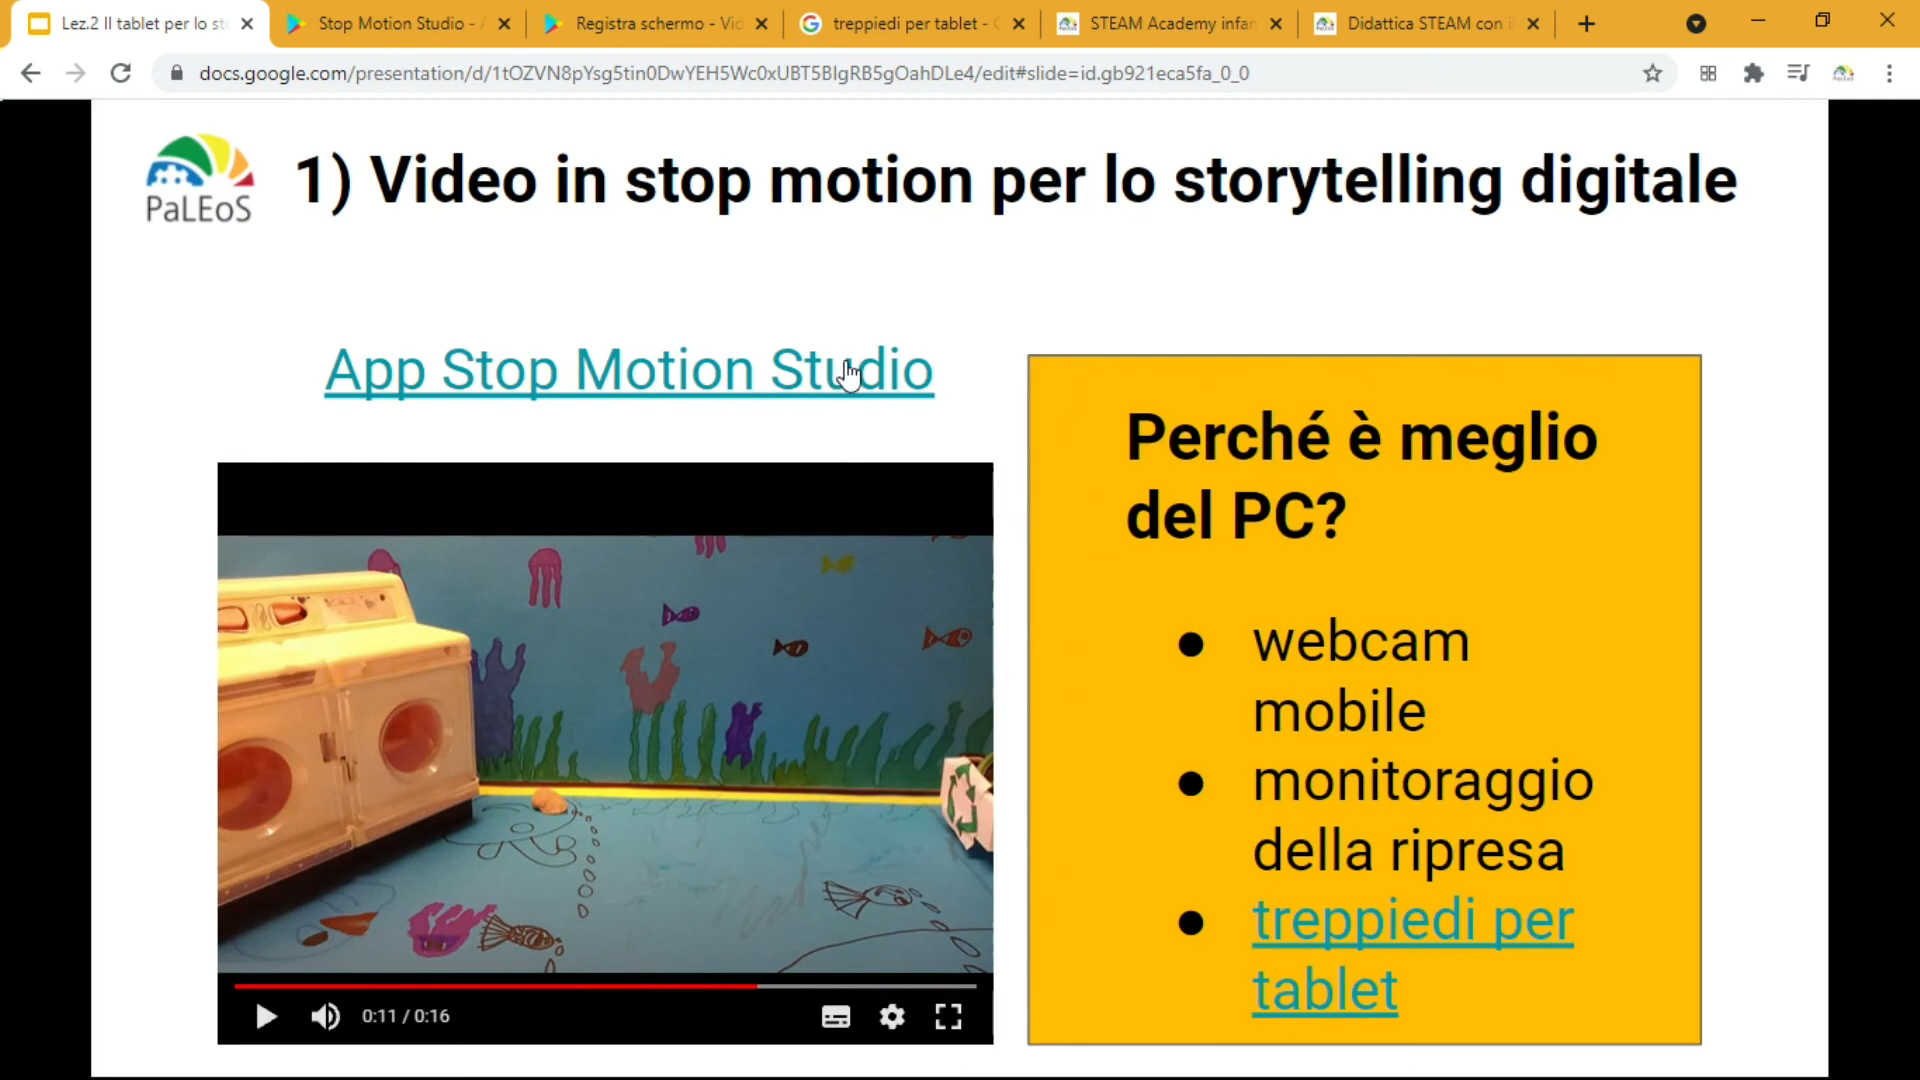 Lez.2 Il tablet per lo st
Stop Motion Studio -
Registra schermo - Vid
treppiedi per tablet -
STEAM Academy infan
Didattica STEAM con i
docs.google.com/presentation/d/1tOZVN8pYsg5tin0DwYEH5Wc0xUBT5BIgRB5gOahDLe4/edit#slide=id.gb921eca5fa_0_0
PaLEoS
1) Video in stop motion per lo storytelling digitale
App Stop Motion Studio
Perché è meglio
del PC?
● webcam
mobile
● monitoraggio
della ripresa
● treppiedi per
tablet
0:11 / 0:16